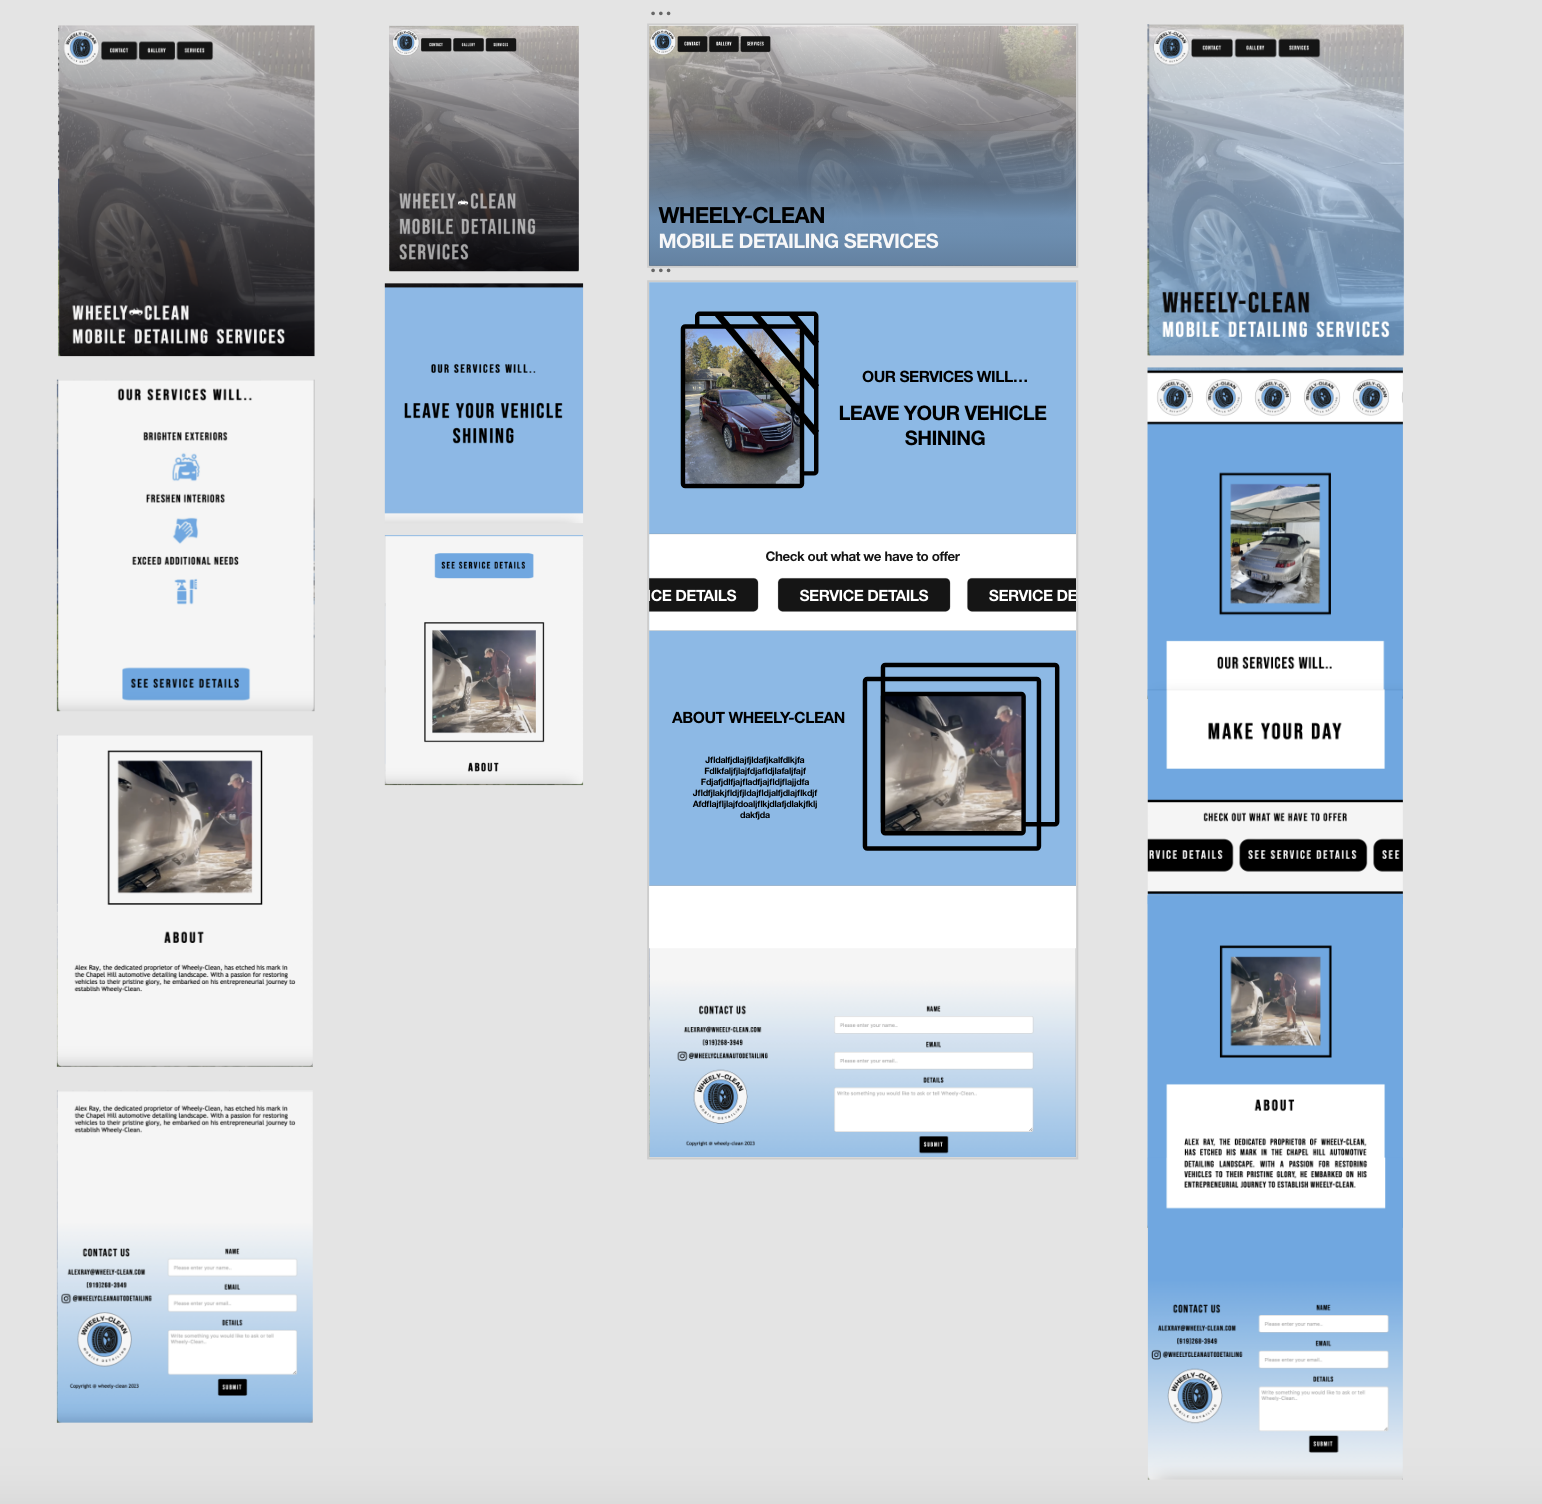 WHEELY-CLEAN
MOBILE DETAILING
CONTACT
GALLERY
SERVICES
WHEELY CLEAN
MOBILE DETAILING SERVICES
OUR SERVICES WILL..
BRIGHTEN EXTERIORS
FRESHEN INTERIORS
EXCEED ADDITIONAL NEEDS
SEE SERVICE DETAILS
ABOUT
Alex Ray, the dedicated proprietor of Wheely-Clean, has etched his mark in
the Chapel Hill automotive detailing landscape. With a passion for restoring
vehicles to their pristine glory, he embarked on his entrepreneurial journey to
establish Wheely-Clean.
Alex Ray, the dedicated proprietor of Wheely-Clean, has etched his mark in
the Chapel Hill automotive detailing landscape. With a passion for restoring
vehicles to their pristine glory, he embarked on his entrepreneurial journey to
establish Wheely-Clean.
CONTACT US
ALEXRAY@WHEELY-CLEAN.COM
(919)268-3949
@WHEELYCLEANAUTODETAILING
WHEELY-CLEAN
MOBILE DETAILING
Copyright @ wheely-clean 2023
NAME
Please enter your name..
EMAIL
Please enter your email..
DETAILS
Write something you would like to ask or tell
Wheely-Clean..
SUBMIT
CONTACT
GALLERY
SERVICES
WHEELY CLEAN
MOBILE DETAILING
SERVICES
OUR SERVICES WILL..
LEAVE YOUR VEHICLE
SHINING
SEE SERVICE DETAILS
ABOUT
CONTACT
GALLERY
SERVICES
WHEELY-CLEAN
MOBILE DETAILING SERVICES
OUR SERVICES WILL...
LEAVE YOUR VEHICLE
SHINING
Check out what we have to offer
ICE DETAILS
SERVICE DETAILS
SERVICE DE
ABOUT WHEELY-CLEAN
CONTACT US
ALEXRAY@WHEELY-CLEAN.COM
(919)268-3949
@WHEELYCLEANAUTODETAILING
WHEELY-CLEAN
MOBILE DETAILING
Copyright @ wheely-clean 2023
NAME
Please enter your name..
EMAIL
Please enter your email..
DETAILS
Write something you would like to ask or tell Wheely-Clean..
SUBMIT
WHEELY-CLEAN
CONTACT
GALLERY
SERVICES
WHEELY-CLEAN
MOBILE DETAILING SERVICES
OUR SERVICES WILL..
MAKE YOUR DAY
CHECK OUT WHAT WE HAVE TO OFFER
RVICE DETAILS
SEE SERVICE DETAILS
SEE
ABOUT
ALEX RAY, THE DEDICATED PROPRIETOR OF WHEELY-CLEAN,
HAS ETCHED HIS MARK IN THE CHAPEL HILL AUTOMOTIVE
DETAILING LANDSCAPE. WITH A PASSION FOR RESTORING
VEHICLES TO THEIR PRISTINE GLORY, HE EMBARKED ON HIS
ENTREPRENEURIAL JOURNEY TO ESTABLISH WHEELY-CLEAN.
CONTACT US
ALEXRAY@WHEELY-CLEAN.COM
(919)268-3949
@WHEELYCLEANAUTODETAILING
WHEELY-CLEAN
MOBILE DETAILING
NAME
Please enter your name..
EMAIL
Please enter your email..
DETAILS
Write something you would like to ask or tell
Wheely-Clean..
SUBMIT